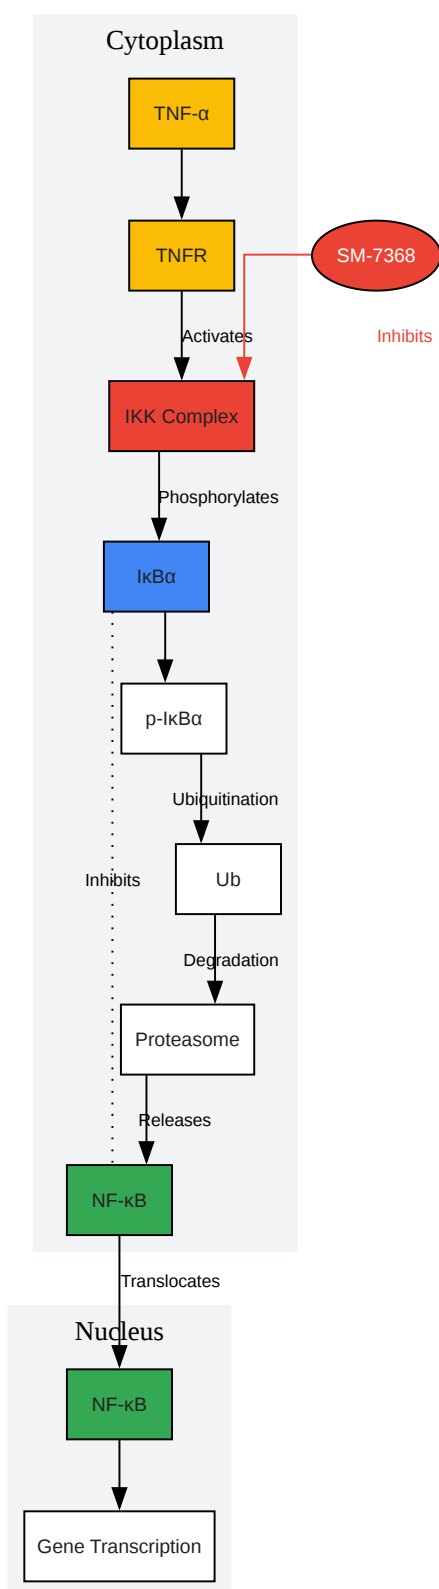 Cytoplasm
TNF-α
TNFR
SM-7368
Activates
Inhibits
IKK Complex
Phosphorylates
IκBα
p-IκBα
Ubiquitination
Ub
Inhibits
Degradation
Proteasome
Releases
NF-κB
Translocates
Nucleus
NF-κB
Gene Transcription